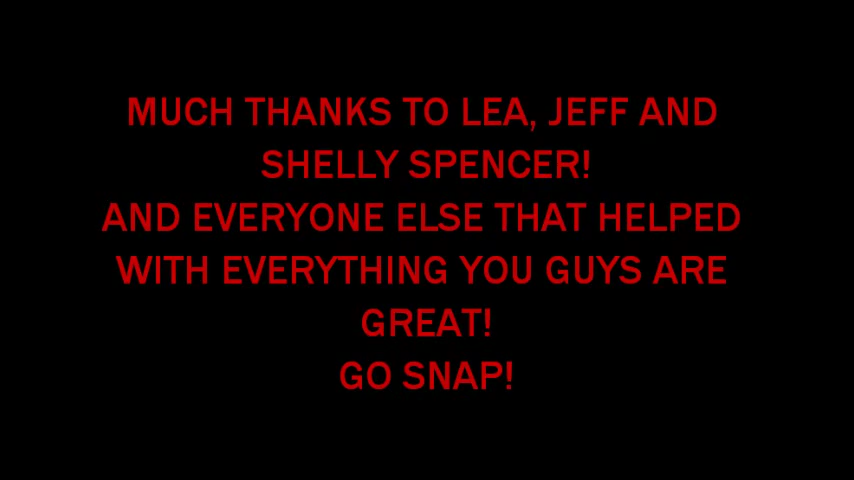 MUCH THANKS TO LEA, JEFF AND
SHELLY SPENCER!
AND EVERYONE ELSE THAT HELPED
WITH EVERYTHING YOU GUYS ARE
GREAT!
GO SNAP!